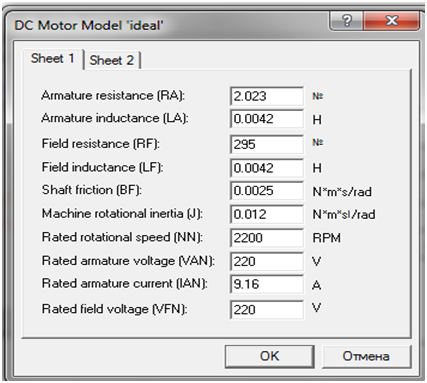 DC Motor Model 'ideal'
Sheet 1 Sheet 2
Armature resistance (RA): 2.023 №
Armature inductance (LA): 0.0042 H
Field resistance (RF): 295 №
Field inductance (LF): 0.0042 H
Shaft friction (BF): 0.0025 N*m*s/rad
Machine rotational inertia (J): 0.012 N*m*sI/rad
Rated rotational speed (NN): 2200 RPM
Rated armature voltage (VAN): 220 V
Rated armature current (IAN): 9.16 A
Rated field voltage (VFN): 220 V
OK Отмена